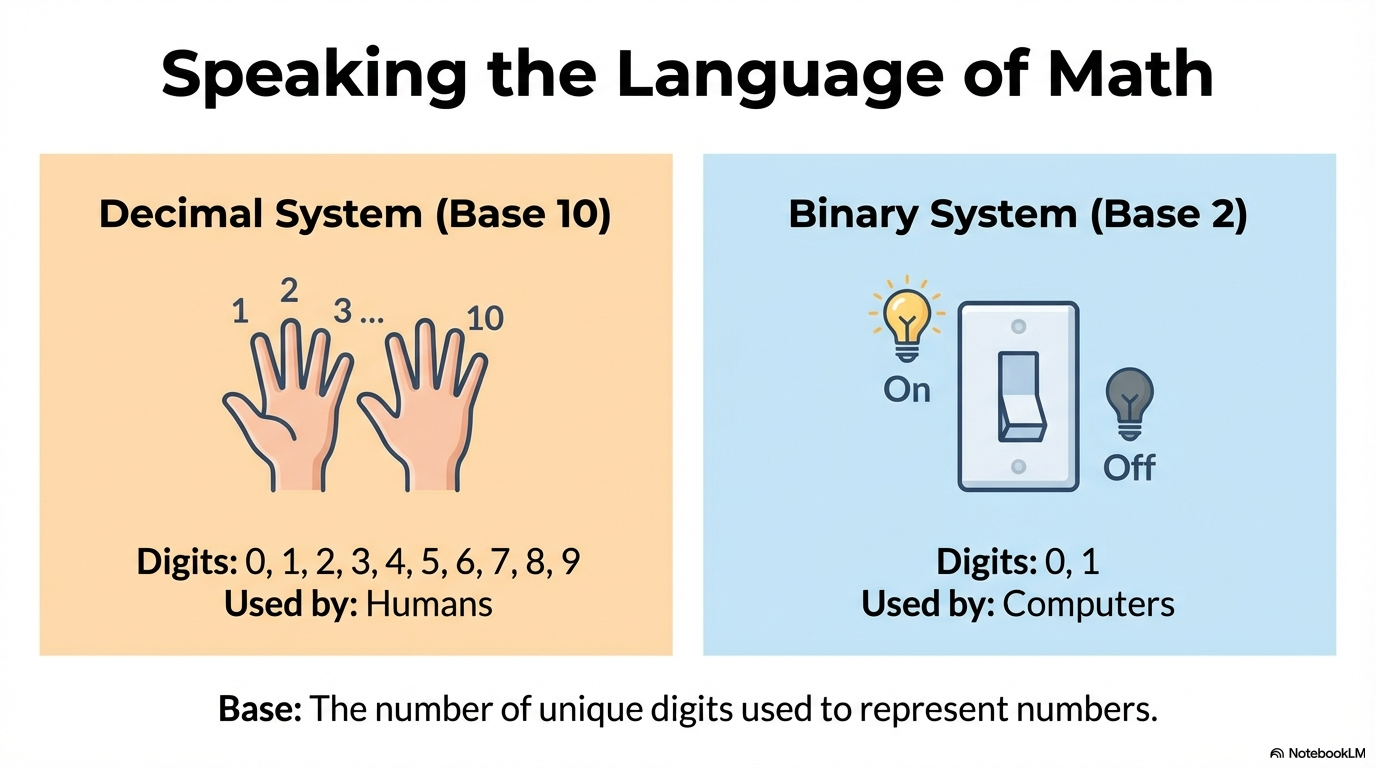 Speaking the Language of Math
Decimal System (Base 10)
1
2
3 ...
10
Digits: 0, 1, 2, 3, 4, 5, 6, 7, 8, 9
Used by: Humans
Binary System (Base 2)
On
Off
Digits: 0, 1
Used by: Computers
Base: The number of unique digits used to represent numbers.
NotebookLM